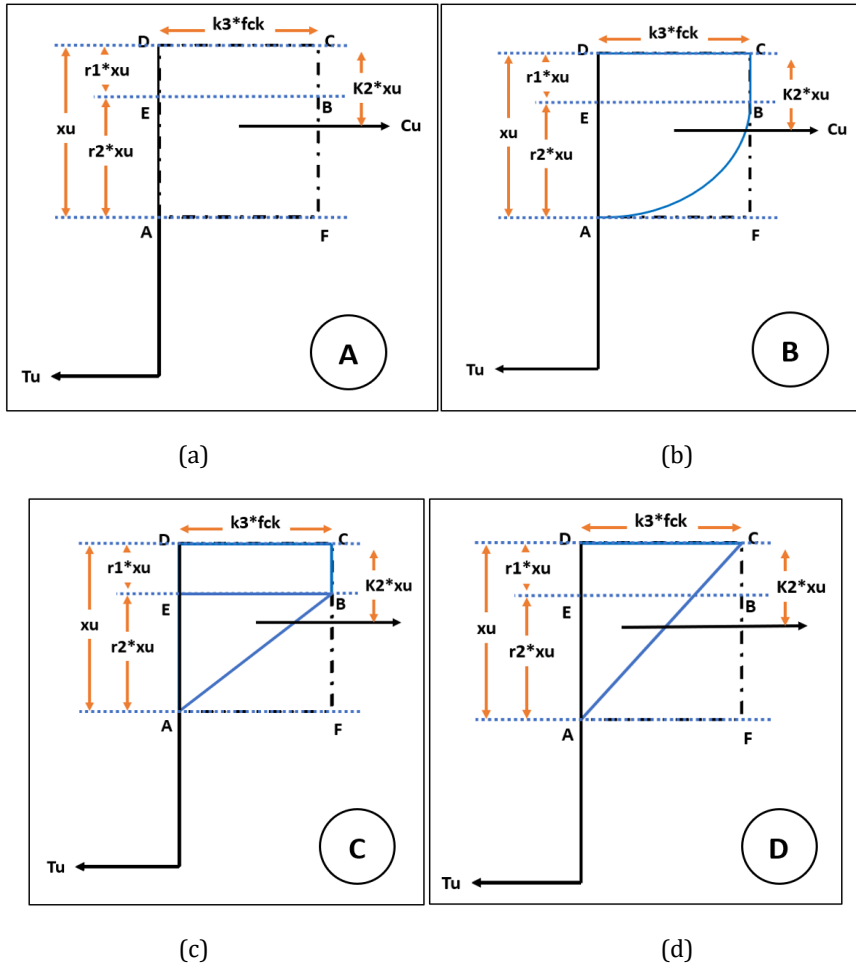 k3*fck
D
C
r1*xu
K2*xu
E
B
xu
Cu
r2*xu
A
F
Tu
A
(a)
k3*fck
D
C
r1*xu
K2*xu
E
B
xu
Cu
r2*xu
A
F
Tu
B
(b)
k3*fck
D
C
r1*xu
K2*xu
E
B
xu
r2*xu
A
F
Tu
C
(c)
k3*fck
D
C
r1*xu
K2*xu
E
B
xu
r2*xu
A
F
Tu
D
(d)